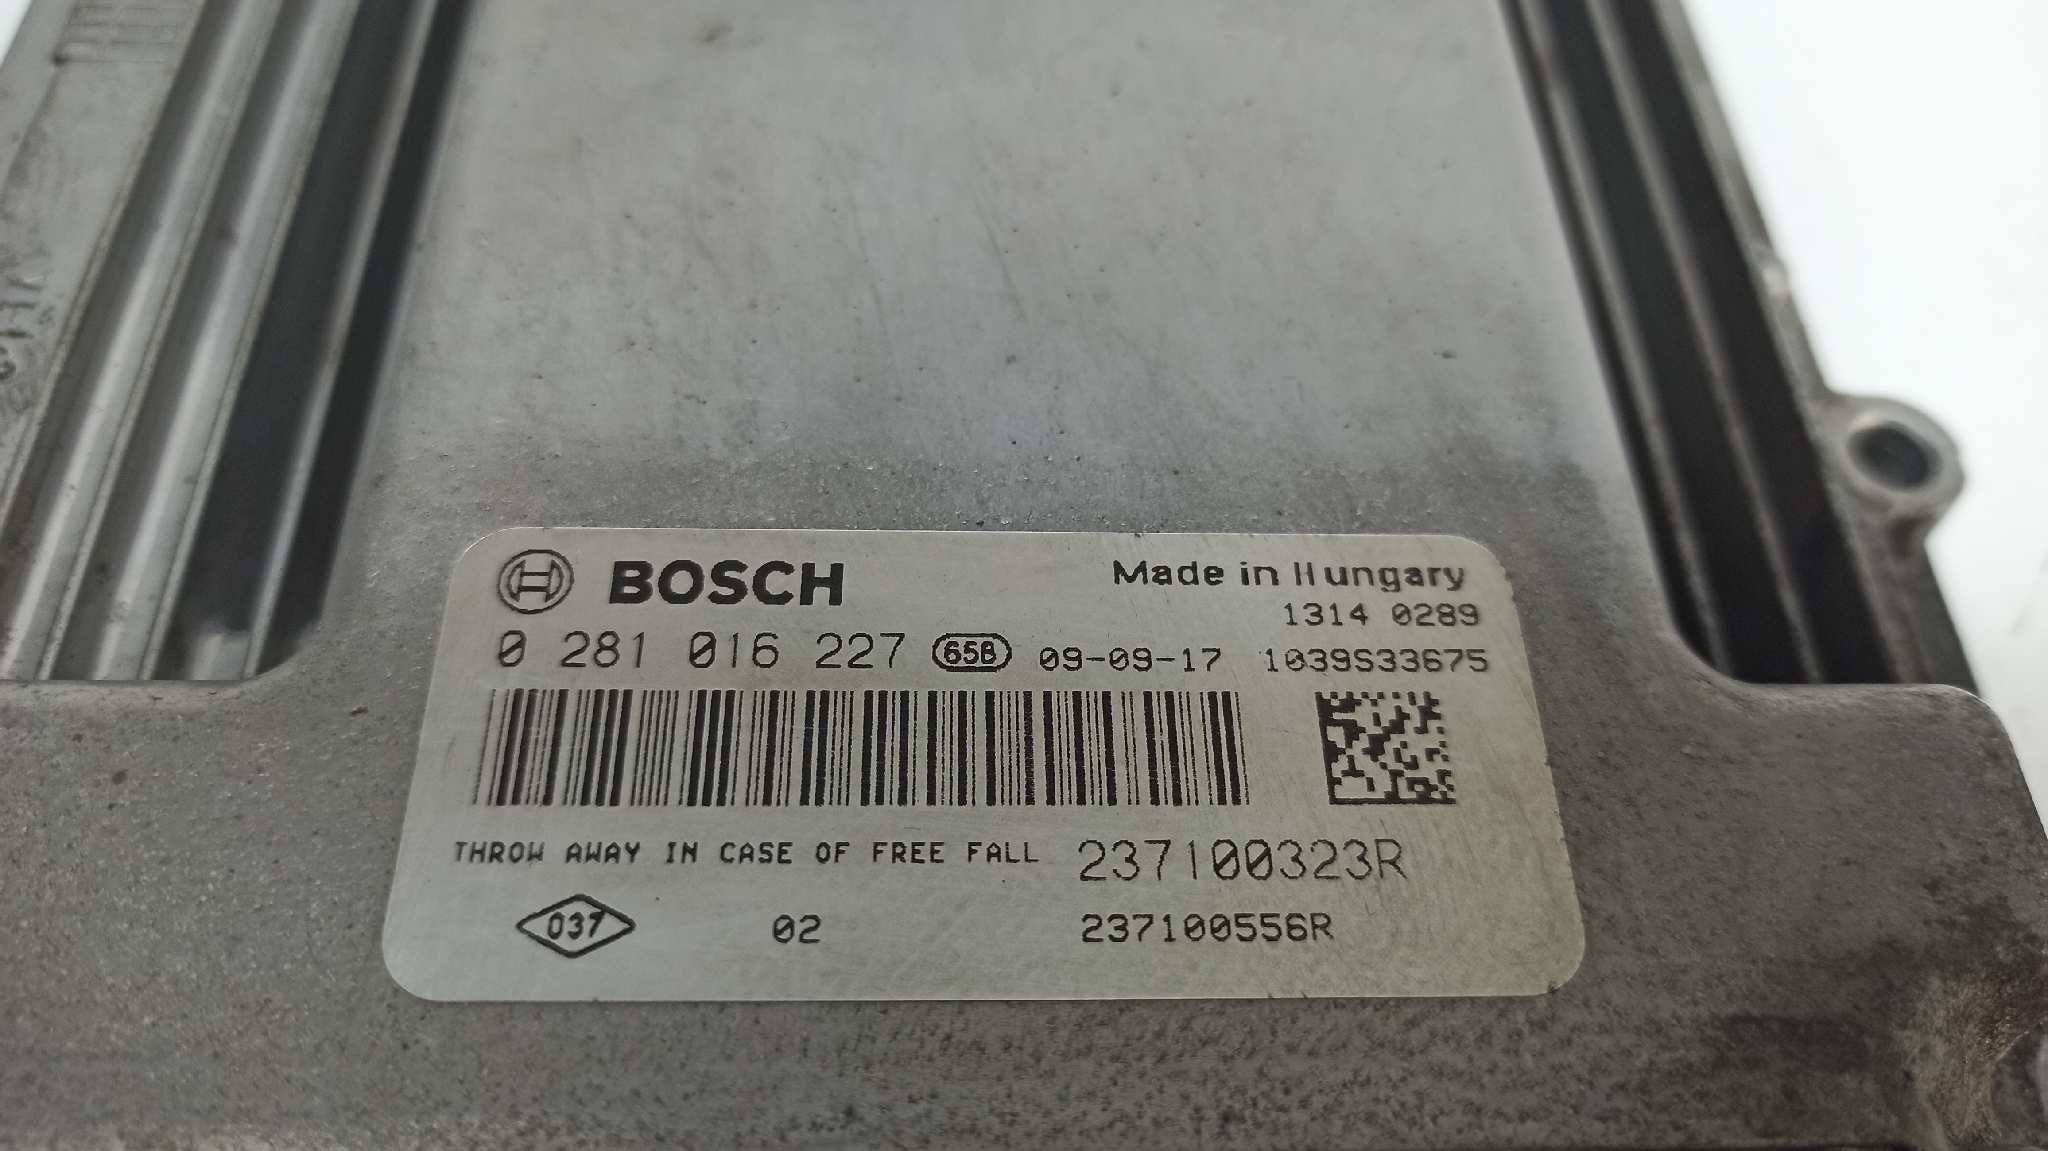 BOSCH
Made in Hungary
1314 0289
0 281 016 227 65B 09-09-17 1039S33675
THROW AWAY IN CASE OF FREE FALL 237100323R
037 02 237100556R